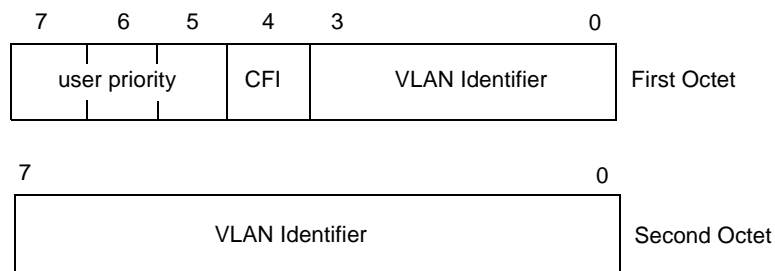 7 6 5 4 3 0
user priority CFI VLAN Identifier First Octet
7 0
VLAN Identifier Second Octet